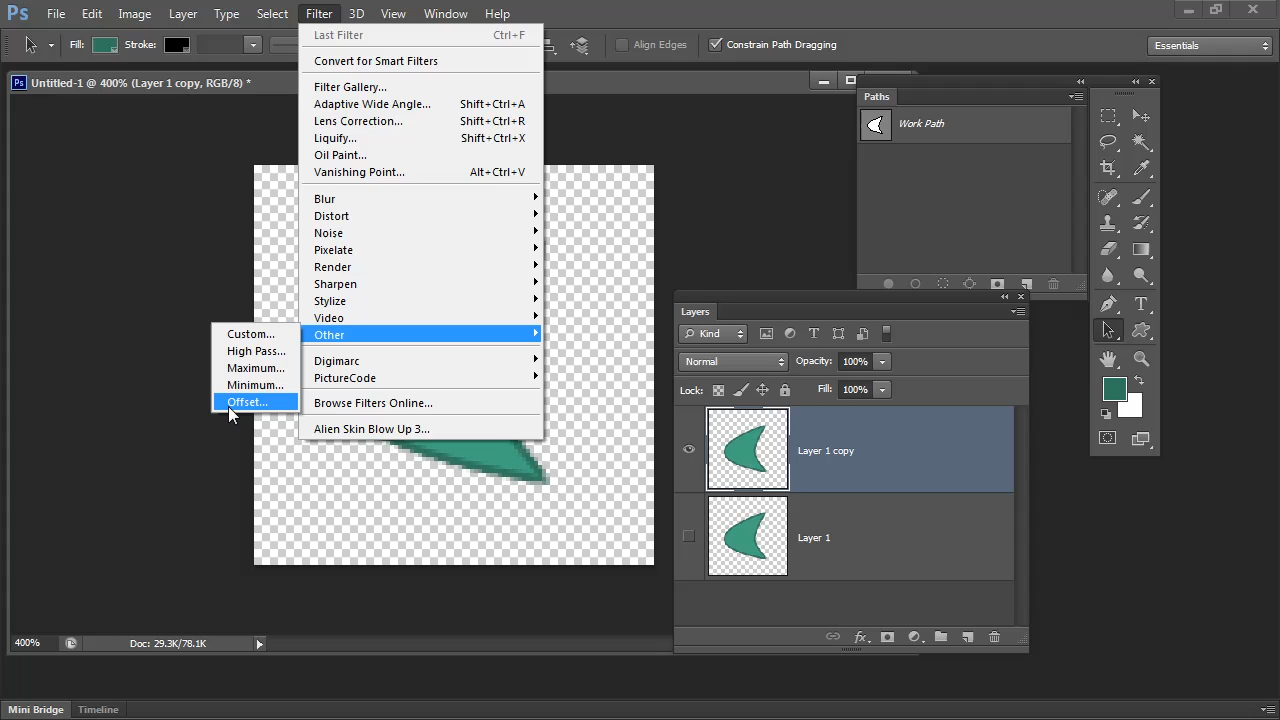 Ps File Edit Image Layer Type Select Filter 3D View Window Help
Fill: Stroke: Align Edges Constrain Path Dragging Essentials
Ps Untitled-1 @ 400% (Layer 1 copy, RGB/8) *
Last Filter Ctrl+F
Convert for Smart Filters
Filter Gallery...
Adaptive Wide Angle... Shift+Ctrl+A
Lens Correction... Shift+Ctrl+R
Liquify... Shift+Ctrl+X
Oil Paint...
Vanishing Point... Alt+Ctrl+V
Blur
Distort
Noise
Pixelate
Render
Sharpen
Stylize
Video
Other
Digimarc
PictureCode
Browse Filters Online...
Alien Skin Blow Up 3...
Custom...
High Pass...
Maximum...
Minimum...
Offset...
Paths
Work Path
Layers
Kind T
Normal Opacity: 100%
Lock: Fill: 100%
Layer 1 copy
Layer 1
fx
T
400% Doc: 29.3K/78.1K
Mini Bridge Timeline